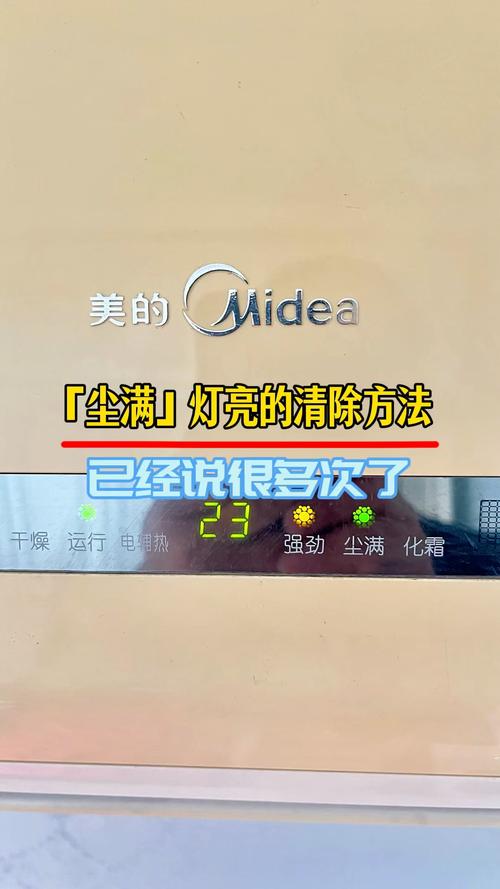 美的 Midea
「尘满」灯亮的清除方法
已经说很多次了
23
干燥 运行 电辅热 强劲 尘满 化霜